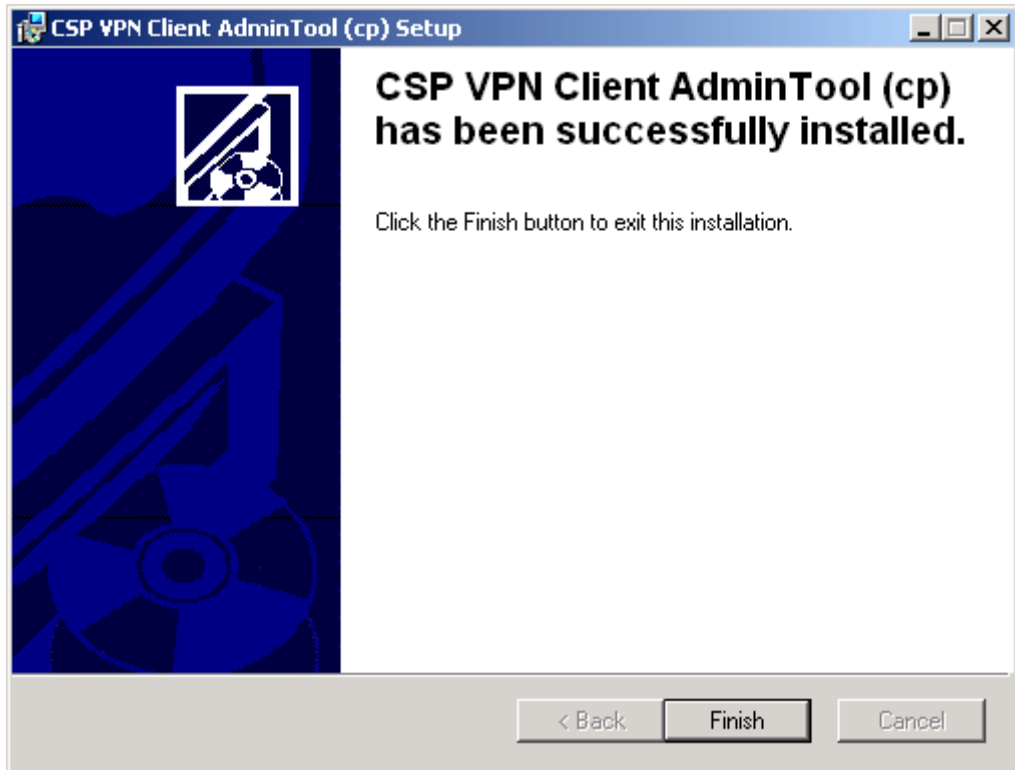 CSP VPN Client AdminTool (cp) Setup
CSP VPN Client AdminTool (cp)
has been successfully installed.
Click the Finish button to exit this installation.
< Back
Finish
Cancel